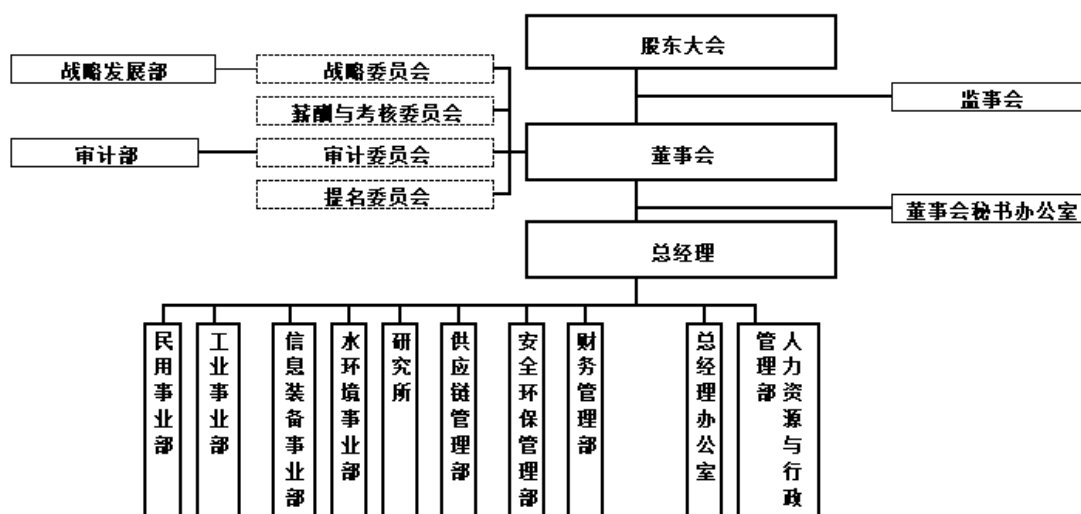 股东大会
战略发展部
战略委员会
监事会
薪酬与考核委员会
审计部
审计委员会
董事会
提名委员会
董事会秘书办公室
总经理
民用事业部
工业事业部
信息装备事业部
水环境事业部
研究所
供应链管理部
安全环保管理部
财务管理部
总经理办公室
人力资源与行政
管理部